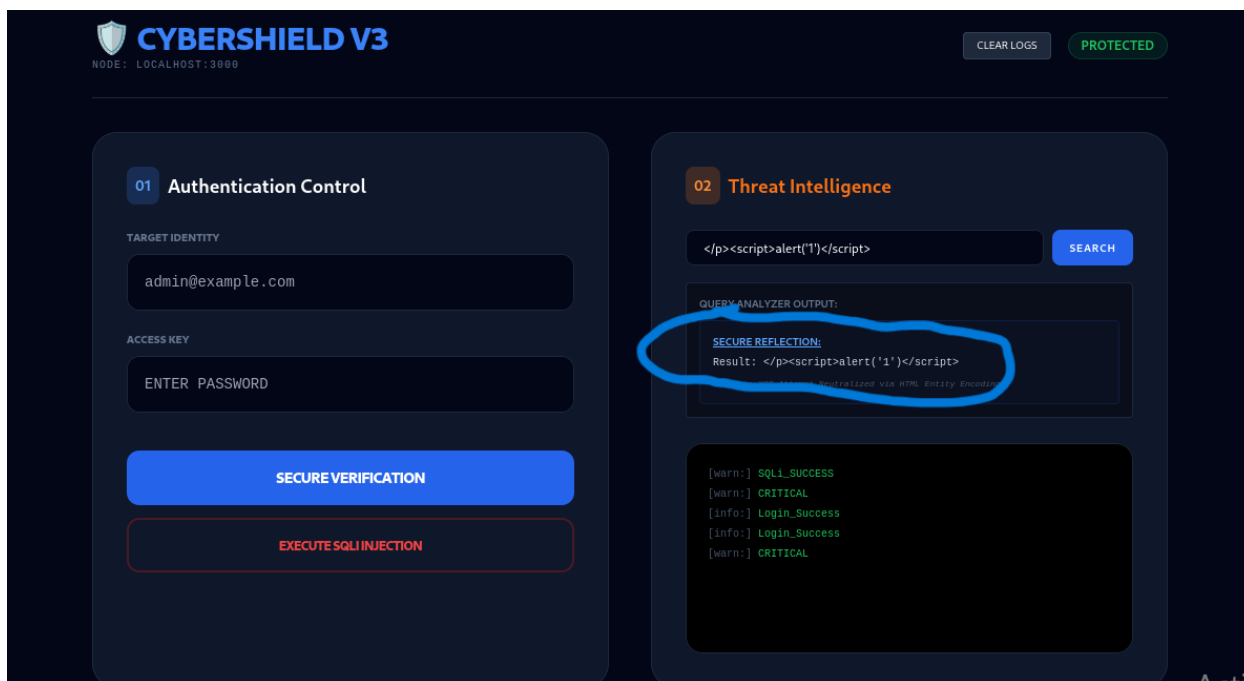 CYBERSHIELD V3
NODE: LOCALHOST:3000
CLEAR LOGS
PROTECTED
01
Authentication Control
TARGET IDENTITY
admin@example.com
ACCESS KEY
ENTER PASSWORD
SECURE VERIFICATION
EXECUTE SQLI INJECTION
02
Threat Intelligence
</p><script>alert('1')</script>
SEARCH
QUERY ANALYZER OUTPUT:
SECURE REFLECTION:
Result: </p><script>alert('1')</script>
Neutralized via HTML Entity Encoding
[warn:] SQLi_SUCCESS
[warn:] CRITICAL
[info:] Login_Success
[info:] Login_Success
[warn:] CRITICAL